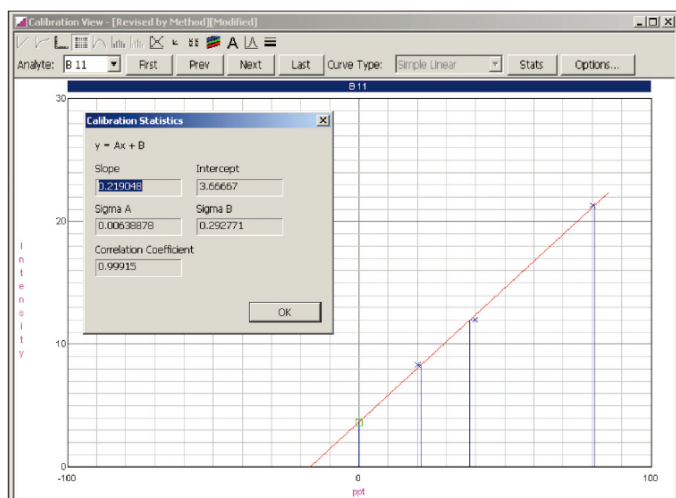 Calibration View - [Revised by Method][Modified]
A
Analyte: B 11 First Prev Next Last Curve Type: Simple Linear Stats Options...
B 11
30
Calibration Statistics
y = Ax + B
Slope Intercept
0.219048 3.66667
Sigma A Sigma B
0.00638878 0.292771
Correlation Coefficient
0.99915
OK
20
Intensity
10
0
-100 0 100
ppt